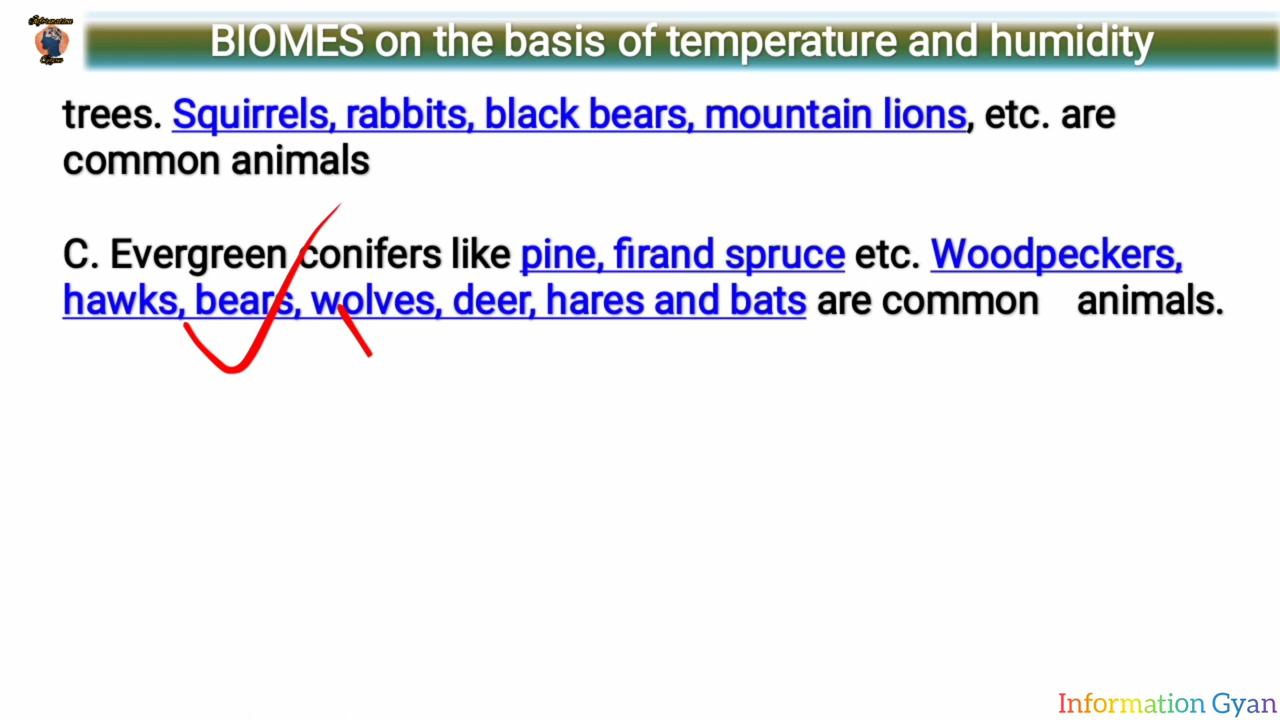 Information
Gyan
BIOMES on the basis of temperature and humidity
trees. Squirrels, rabbits, black bears, mountain lions, etc. are
common animals
C. Evergreen conifers like pine, firand spruce etc. Woodpeckers,
hawks, bears, wolves, deer, hares and bats are common animals.
Information Gyan